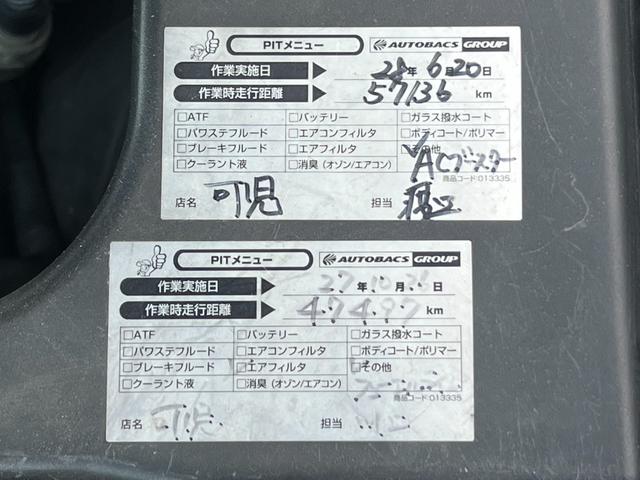 PITメニュー AUTOBACS GROUP
作業実施日 28年6月20日
作業時走行距離 57136 km
□ATF □バッテリー □ガラス撥水コート
□パワステフルード □エアコンフィルタ □ボディコート/ポリマー
□ブレーキフルード □エアフィルタ ☑その他
□クーラント液 □消臭(オゾン/エアコン) ACブースター
商品コード:013335
店名 可児 担当
PITメニュー AUTOBACS GROUP
作業実施日 27年10月 日
作業時走行距離 47497 km
□ATF □バッテリー □ガラス撥水コート
□パワステフルード □エアコンフィルタ □ボディコート/ポリマー
□ブレーキフルード □エアフィルタ □その他
□クーラント液 □消臭(オゾン/エアコン)
商品コード:013335
店名 可児 担当